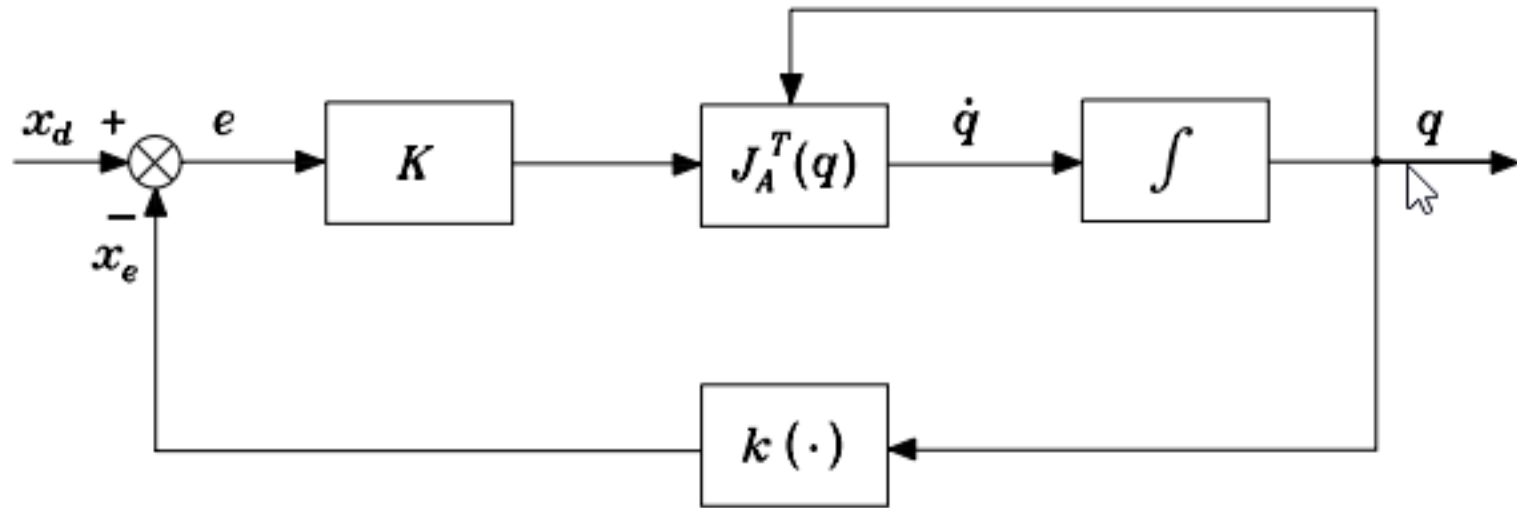 x_d + e K J_A^T(q) q̇ ∫ q
−
x_e
k (·)